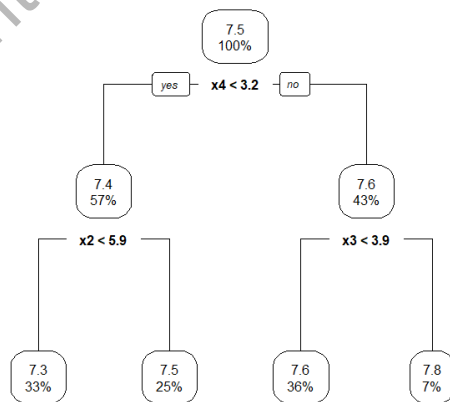 7.5
100%
yes
x4 < 3.2
no
7.4
57%
7.6
43%
x2 < 5.9
x3 < 3.9
7.3
33%
7.5
25%
7.6
36%
7.8
7%